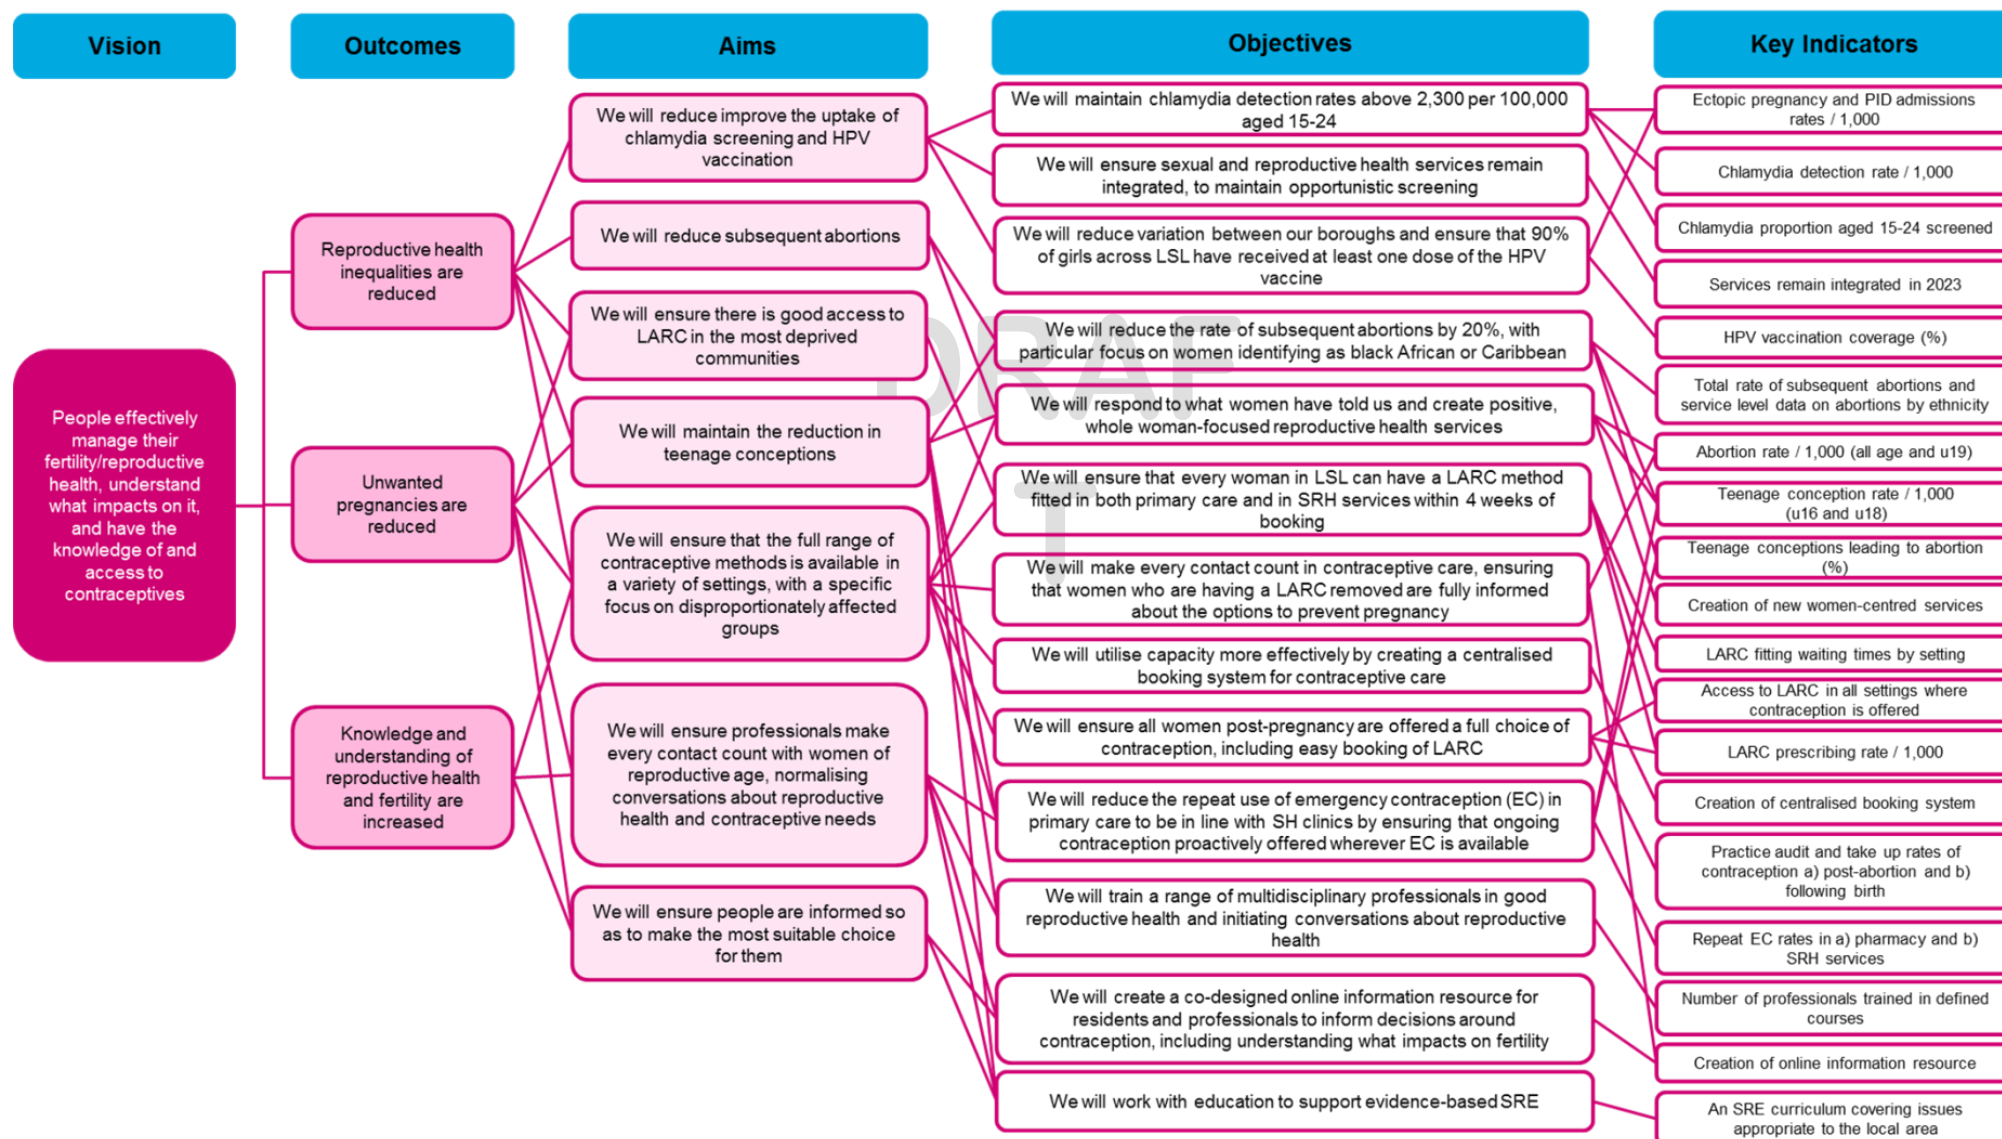 Vision
Outcomes
Aims
Objectives
Key Indicators
People effectively
manage their
fertility/reproductive
health, understand
what impacts on it,
and have the
knowledge of and
access to
contraceptives
Reproductive health
inequalities are
reduced
Unwanted
pregnancies are
reduced
Knowledge and
understanding of
reproductive health
and fertility are
increased
We will reduce improve the uptake of
chlamydia screening and HPV
vaccination
We will reduce subsequent abortions
We will ensure there is good access to
LARC in the most deprived
communities
We will maintain the reduction in
teenage conceptions
We will ensure that the full range of
contraceptive methods is available in
a variety of settings, with a specific
focus on disproportionately affected
groups
We will ensure professionals make
every contact count with women of
reproductive age, normalising
conversations about reproductive
health and contraceptive needs
We will ensure people are informed so
as to make the most suitable choice
for them
We will maintain chlamydia detection rates above 2,300 per 100,000
aged 15-24
We will ensure sexual and reproductive health services remain
integrated, to maintain opportunistic screening
We will reduce variation between our boroughs and ensure that 90%
of girls across LSL have received at least one dose of the HPV
vaccine
We will reduce the rate of subsequent abortions by 20%, with
particular focus on women identifying as black African or Caribbean
We will respond to what women have told us and create positive,
whole woman-focused reproductive health services
We will ensure that every woman in LSL can have a LARC method
fitted in both primary care and in SRH services within 4 weeks of
booking
We will make every contact count in contraceptive care, ensuring
that women who are having a LARC removed are fully informed
about the options to prevent pregnancy
We will utilise capacity more effectively by creating a centralised
booking system for contraceptive care
We will ensure all women post-pregnancy are offered a full choice of
contraception, including easy booking of LARC
We will reduce the repeat use of emergency contraception (EC) in
primary care to be in line with SH clinics by ensuring that ongoing
contraception proactively offered wherever EC is available
We will train a range of multidisciplinary professionals in good
reproductive health and initiating conversations about reproductive
health
We will create a co-designed online information resource for
residents and professionals to inform decisions around
contraception, including understanding what impacts on fertility
We will work with education to support evidence-based SRE
Ectopic pregnancy and PID admissions
rates / 1,000
Chlamydia detection rate / 1,000
Chlamydia proportion aged 15-24 screened
Services remain integrated in 2023
HPV vaccination coverage (%)
Total rate of subsequent abortions and
service level data on abortions by ethnicity
Abortion rate / 1,000 (all age and u19)
Teenage conception rate / 1,000
(u16 and u18)
Teenage conceptions leading to abortion
(%)
Creation of new women-centred services
LARC fitting waiting times by setting
Access to LARC in all settings where
contraception is offered
LARC prescribing rate / 1,000
Creation of centralised booking system
Practice audit and take up rates of
contraception a) post-abortion and b)
following birth
Repeat EC rates in a) pharmacy and b)
SRH services
Number of professionals trained in defined
courses
Creation of online information resource
An SRE curriculum covering issues
appropriate to the local area
DRAF
T